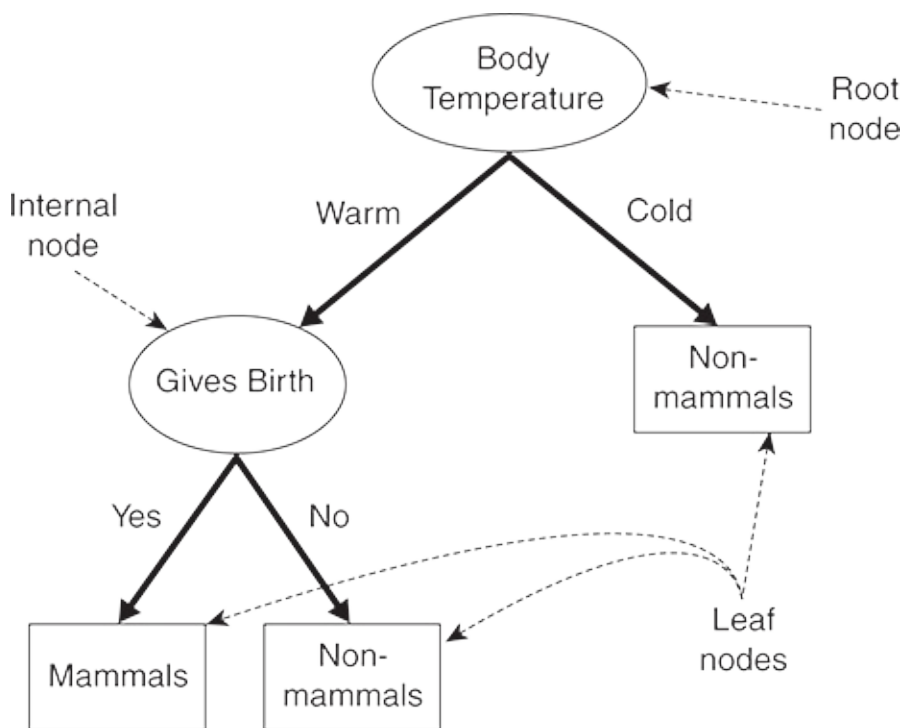 Body
Temperature
Root
node
Internal
node
Warm
Cold
Gives Birth
Non-
mammals
Yes
No
Mammals
Non-
mammals
Leaf
nodes